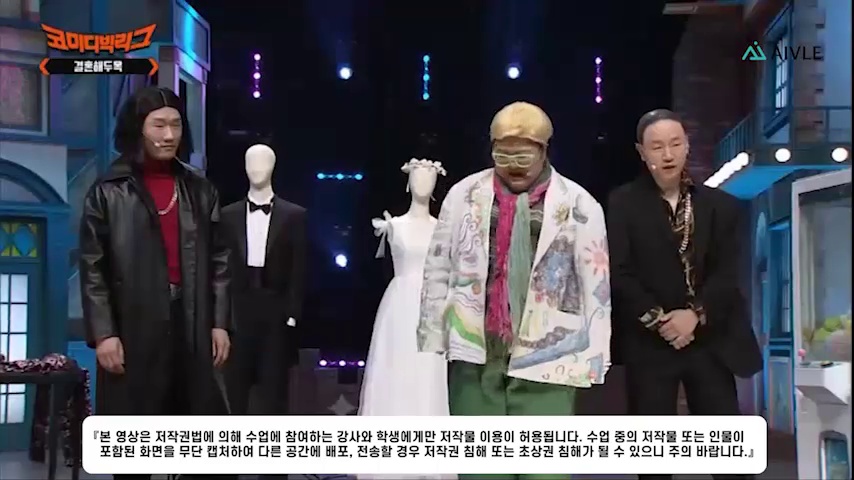 코미디빅리그
결혼해두목
AIVLE
『본 영상은 저작권법에 의해 수업에 참여하는 강사와 학생에게만 저작물 이용이 허용됩니다. 수업 중의 저작물 또는 인물이
포함된 화면을 무단 캡처하여 다른 공간에 배포, 전송할 경우 저작권 침해 또는 초상권 침해가 될 수 있으니 주의 바랍니다.』